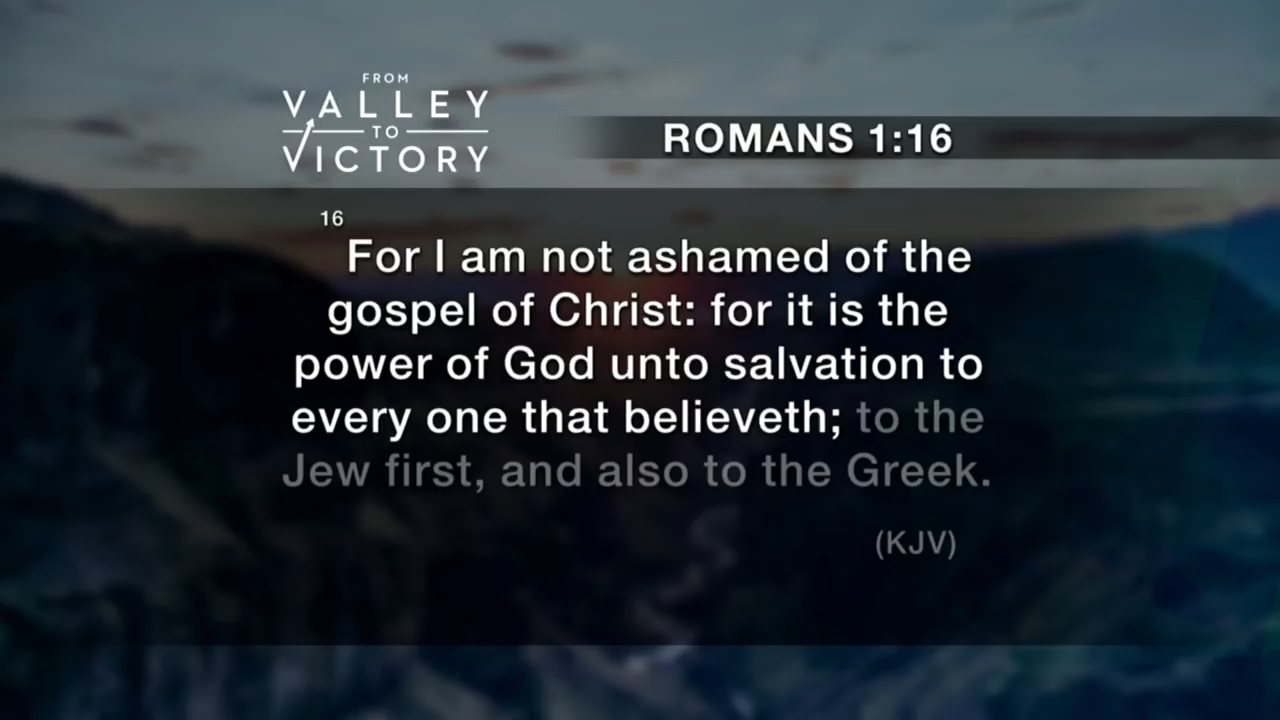 FROM
VALLEY
TO
VICTORY
ROMANS 1:16
16
For I am not ashamed of the
gospel of Christ: for it is the
power of God unto salvation to
every one that believeth; to the
Jew first, and also to the Greek.
(KJV)